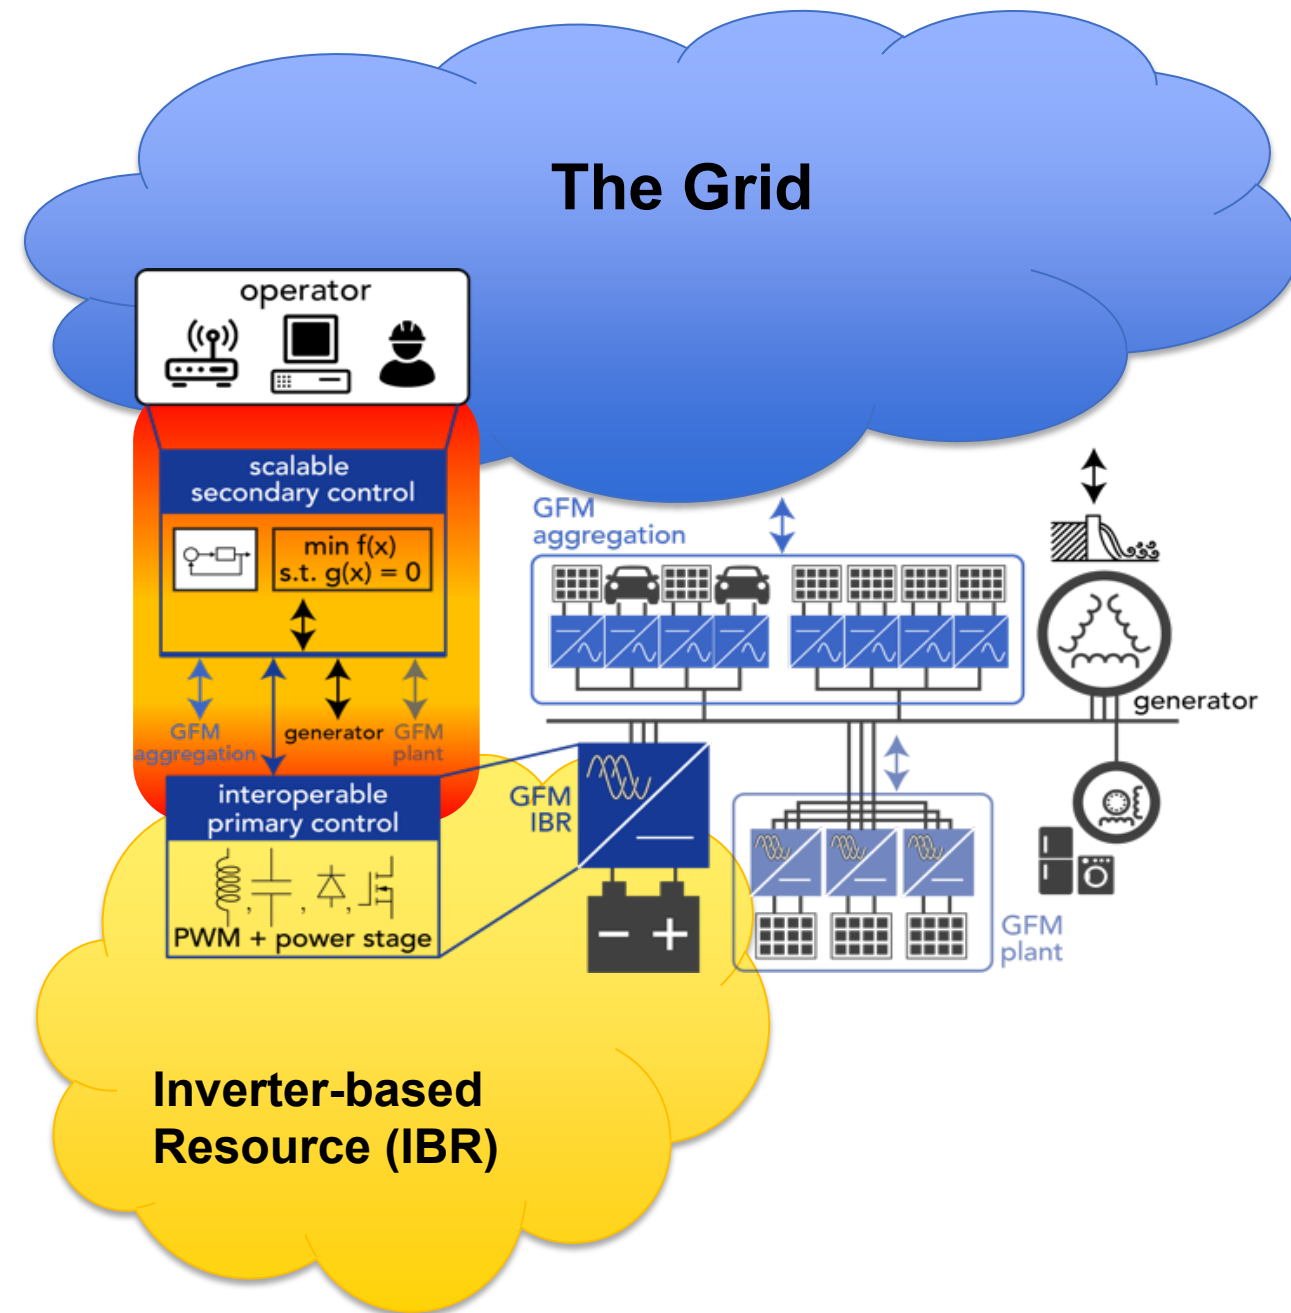 The Grid
operator
scalable
secondary control
min f(x)
s.t. g(x) = 0
GFM
aggregation
generator
GFM
plant
interoperable
primary control
, , ,
PWM + power stage
GFM
aggregation
generator
GFM
IBR
GFM
plant
Inverter-based
Resource (IBR)